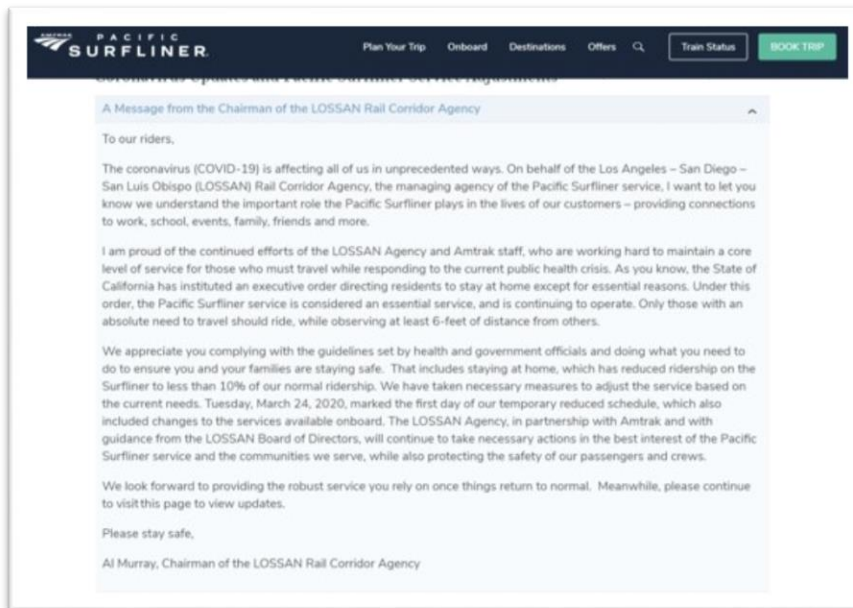 AMTRAK
PACIFIC
SURFLINER
Plan Your Trip Onboard Destinations Offers Train Status BOOK TRIP
Coronavirus Updates and Pacific Surfliner Service Adjustments
A Message from the Chairman of the LOSSAN Rail Corridor Agency
To our riders,
The coronavirus (COVID-19) is affecting all of us in unprecedented ways. On behalf of the Los Angeles – San Diego –
San Luis Obispo (LOSSAN) Rail Corridor Agency, the managing agency of the Pacific Surfliner service, I want to let you
know we understand the important role the Pacific Surfliner plays in the lives of our customers – providing connections
to work, school, events, family, friends and more.
I am proud of the continued efforts of the LOSSAN Agency and Amtrak staff, who are working hard to maintain a core
level of service for those who must travel while responding to the current public health crisis. As you know, the State of
California has instituted an executive order directing residents to stay at home except for essential reasons. Under this
order, the Pacific Surfliner service is considered an essential service, and is continuing to operate. Only those with an
absolute need to travel should ride, while observing at least 6-feet of distance from others.
We appreciate you complying with the guidelines set by health and government officials and doing what you need to
do to ensure you and your families are staying safe. That includes staying at home, which has reduced ridership on the
Surfliner to less than 10% of our normal ridership. We have taken necessary measures to adjust the service based on
the current needs. Tuesday, March 24, 2020, marked the first day of our temporary reduced schedule, which also
included changes to the services available onboard. The LOSSAN Agency, in partnership with Amtrak and with
guidance from the LOSSAN Board of Directors, will continue to take necessary actions in the best interest of the Pacific
Surfliner service and the communities we serve, while also protecting the safety of our passengers and crews.
We look forward to providing the robust service you rely on once things return to normal. Meanwhile, please continue
to visit this page to view updates.
Please stay safe,
Al Murray, Chairman of the LOSSAN Rail Corridor Agency